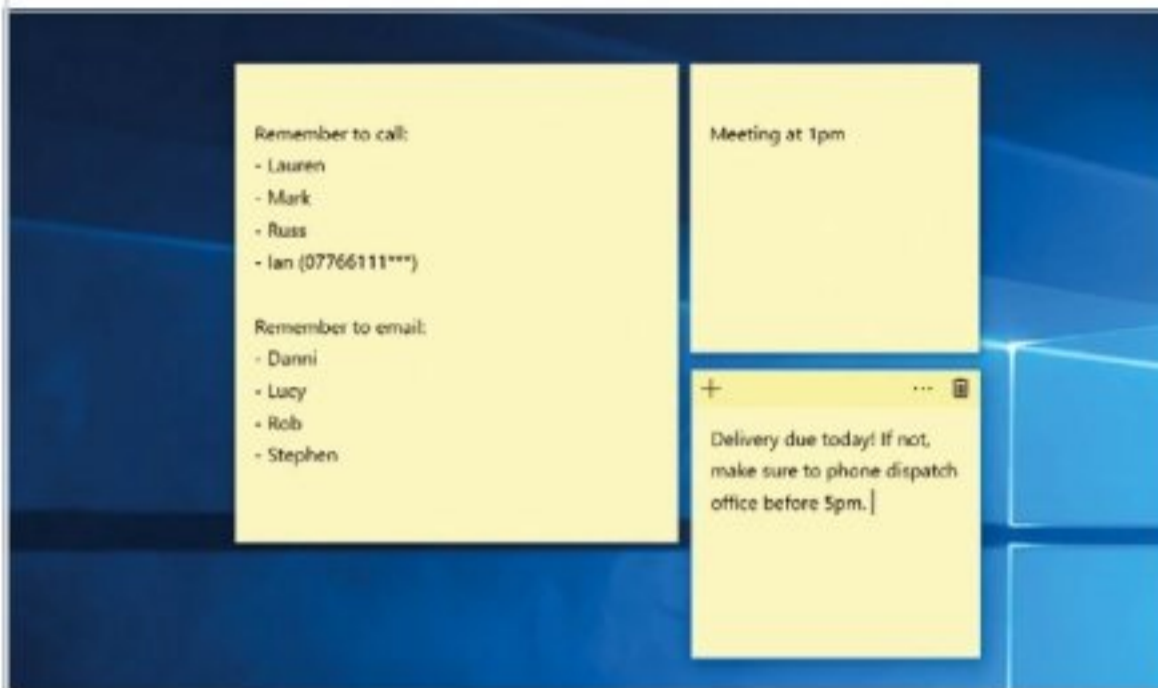 Remember to call:
- Lauren
- Mark
- Russ
- Ian (07766111***)
Remember to email:
- Danni
- Lucy
- Rob
- Stephen
Meeting at 1pm
Delivery due today! If not,
make sure to phone dispatch
office before 5pm.